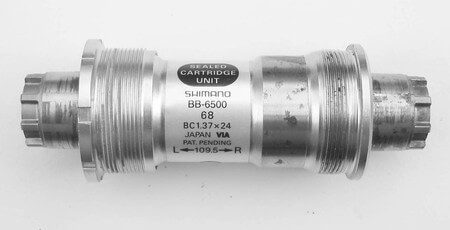 SEALED
CARTRIDGE
UNIT
SHIMANO
BB-6500
68
BC1.37×24
JAPAN VIA
PAT. PENDING
L←109.5→R